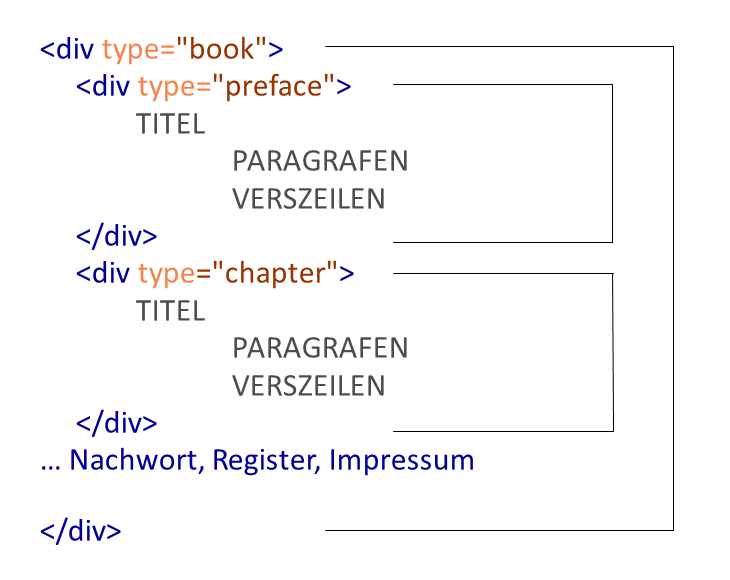 <div type="book">
<div type="preface">
TITEL
PARAGRAFEN
VERSZEILEN
</div>
<div type="chapter">
TITEL
PARAGRAFEN
VERSZEILEN
</div>
... Nachwort, Register, Impressum
</div>